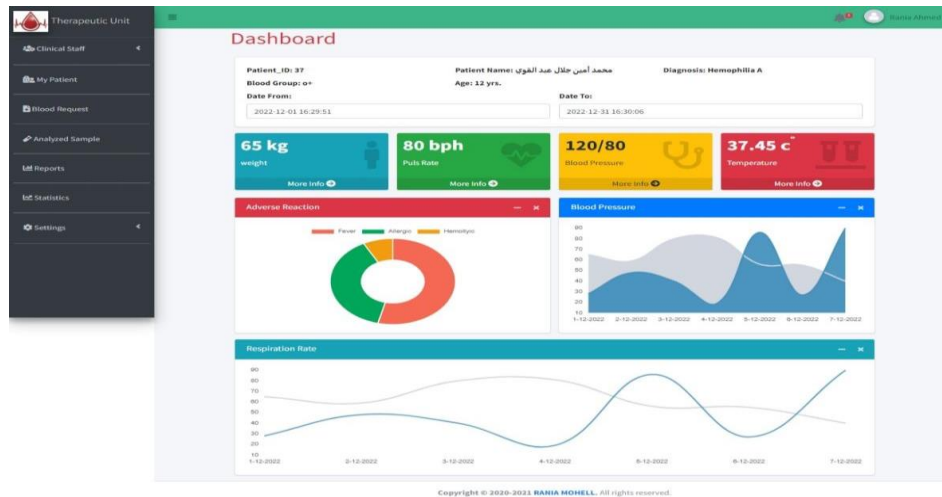 Therapeutic Unit
Rania Ahmed
Clinical Staff
My Patient
Blood Request
Analyzed Sample
Reports
Statistics
Settings
Dashboard
Patient_ID: 37 Patient Name: محمد أمين جلال عبد القوي Diagnosis: Hemophilia A
Blood Group: o+ Age: 12 yrs.
Date From: Date To:
2022-12-01 16:29:51 2022-12-31 16:30:06
65 kg 80 bph 120/80 37.45 c°
weight Puls Rate Blood Pressure Temperature
More Info More Info More Info More Info
Adverse Reaction Blood Pressure
Fever Allergic Hemoltyic
90
80
70
60
50
40
30
20
10
1-12-2022 2-12-2022 3-12-2022 4-12-2022 5-12-2022 6-12-2022 7-12-2022
Respiration Rate
90
80
70
60
50
40
30
20
10
1-12-2022 2-12-2022 3-12-2022 4-12-2022 5-12-2022 6-12-2022 7-12-2022
Copyright © 2020-2021 RANIA MOHELL. All rights reserved.